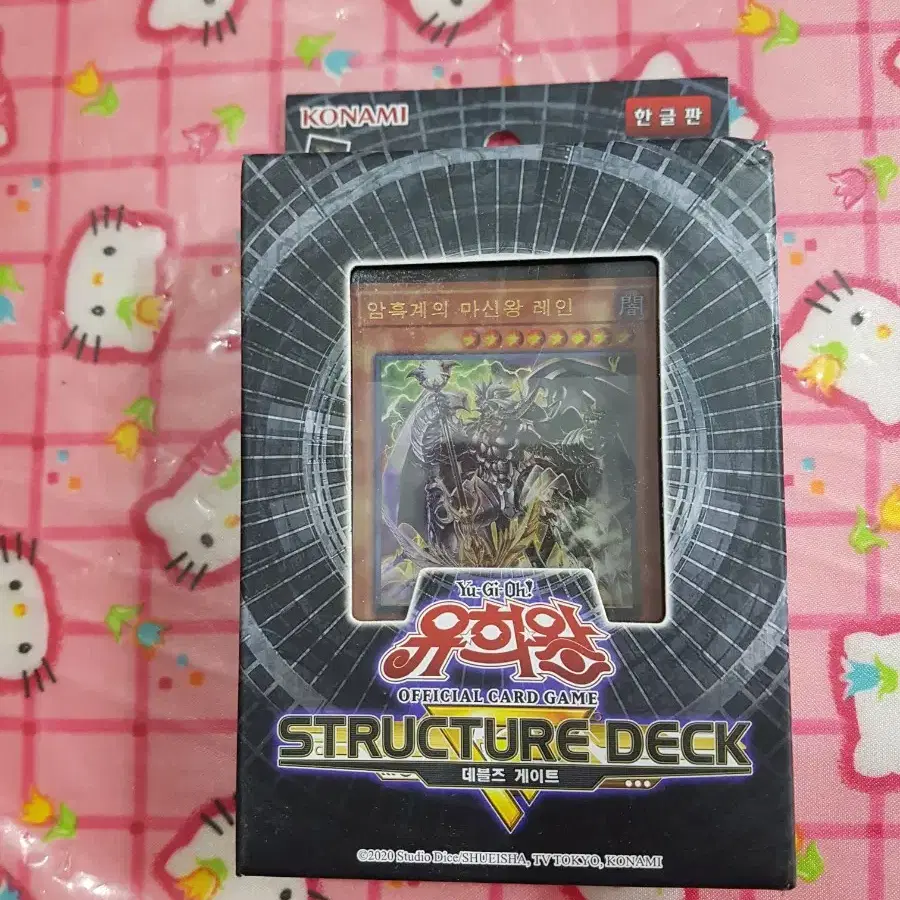 KONAMI
한글판
암흑계의 마신왕 레인
闇
Yu-Gi-Oh!
유희왕
OFFICIAL CARD GAME
STRUCTURE DECK
데블즈 게이트
©2020 Studio Dice/SHUEISHA, TV TOKYO, KONAMI